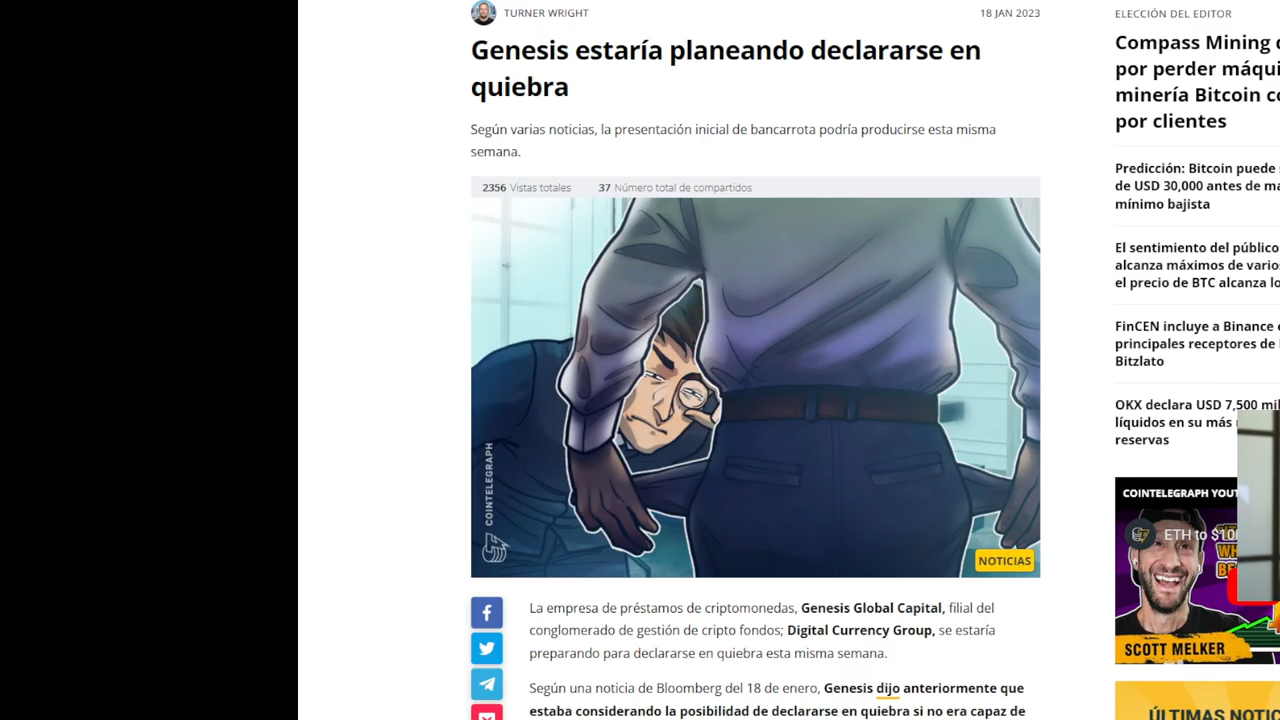 TURNER WRIGHT
18 JAN 2023
Genesis estaría planeando declararse en
quiebra
Según varias noticias, la presentación inicial de bancarrota podría producirse esta misma
semana.
2356 Vistas totales
37 Número total de compartidos
COINTELEGRAPH
NOTICIAS
La empresa de préstamos de criptomonedas, Genesis Global Capital, filial del
conglomerado de gestión de cripto fondos; Digital Currency Group, se estaría
preparando para declararse en quiebra esta misma semana.
Según una noticia de Bloomberg del 18 de enero, Genesis dijo anteriormente que
estaba considerando la posibilidad de declararse en quiebra si no era capaz de
ELECCIÓN DEL EDITOR
Compass Mining
por perder
minería Bitcoin
por clientes
Predicción: Bitcoin puede
de USD 30,000 antes de
mínimo bajista
El sentimiento del público
alcanza máximos de
el precio de BTC alcanza
FinCEN incluye a Binance
principales receptores de
Bitzlato
OKX declara USD 7,500
líquidos en su más
reservas
COINTELEGRAPH
ETH to
SCOTT MELKER
ÚLTIMAS